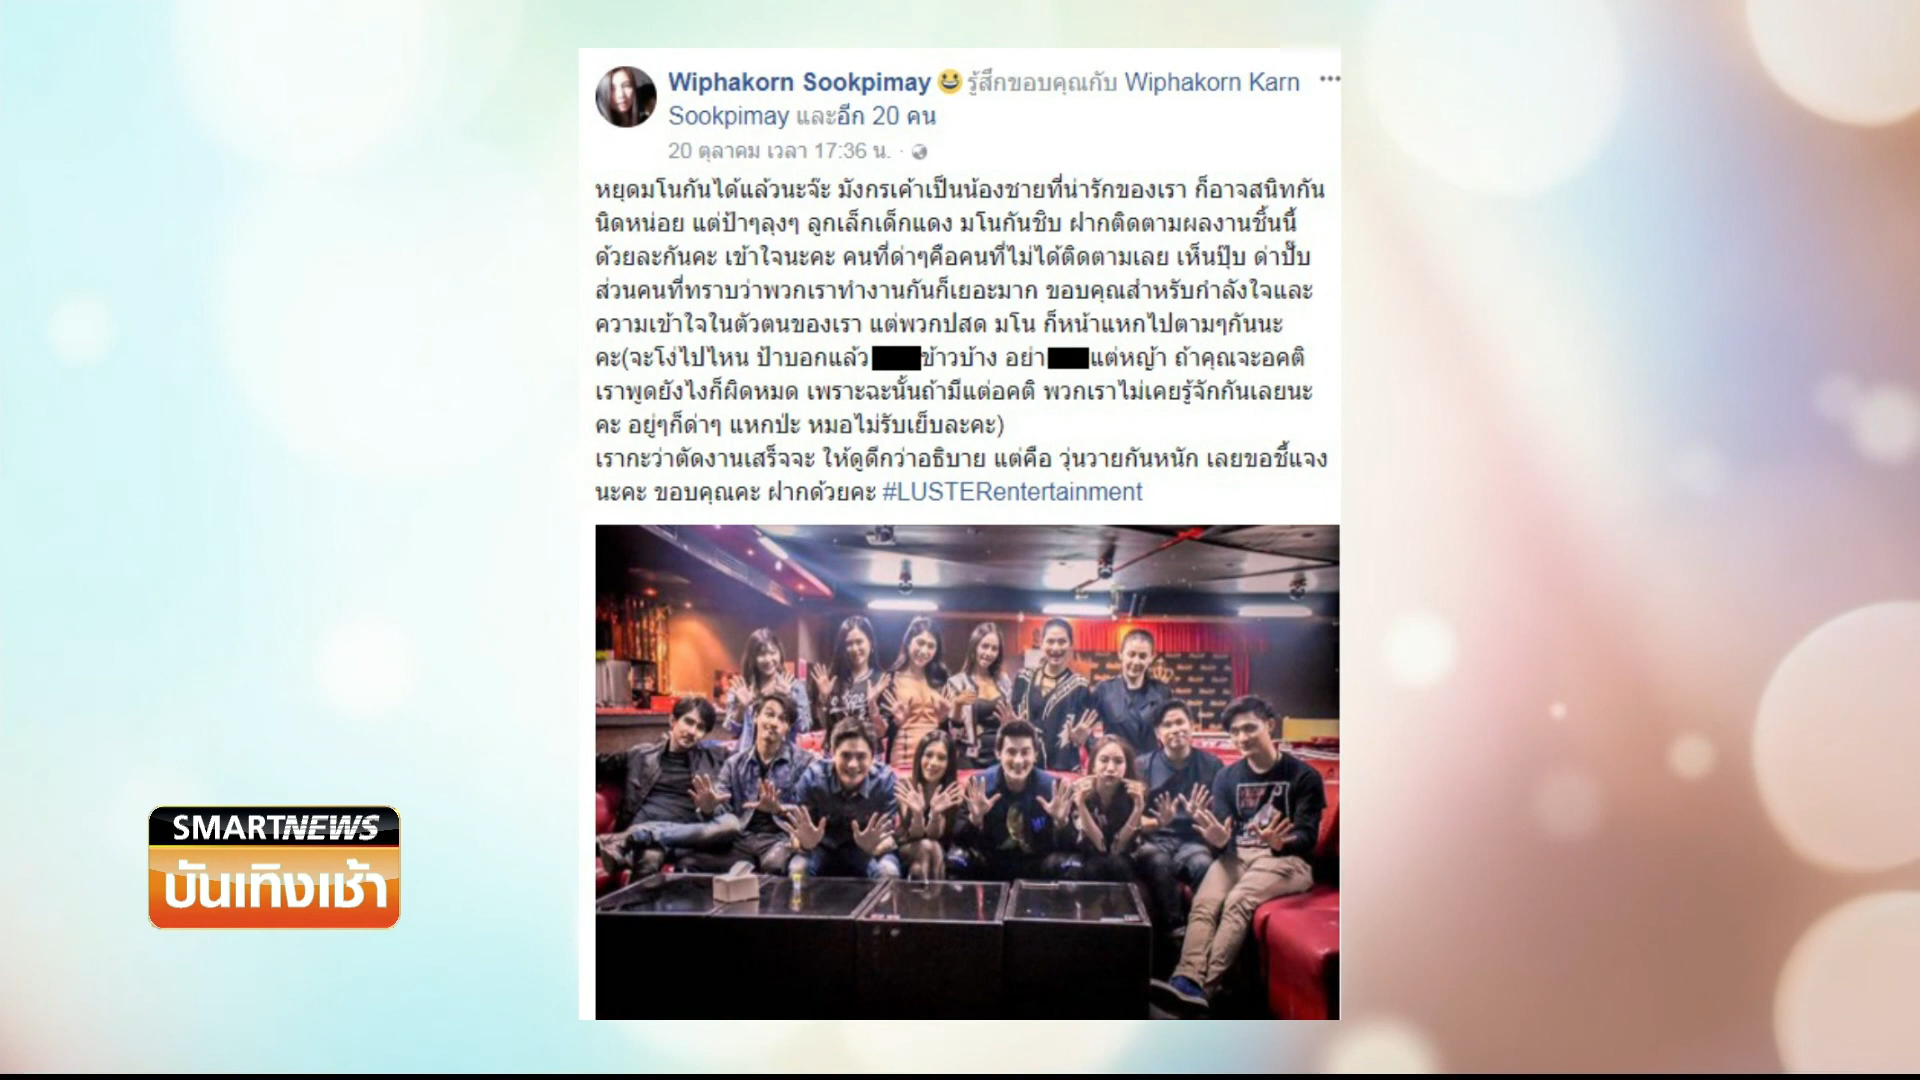 Wiphakorn Sookpimay รู้สึกขอบคุณกับ Wiphakorn Karn
Sookpimay และอีก 20 คน
20 ตุลาคม เวลา 17:36 น.
หยุดมโนกันได้แล้วนะจ๊ะ มังกรเค้าเป็นน้องชายที่น่ารักของเรา ก็อาจสนิทกัน
นิดหน่อย แต่ป้าๆลุงๆ ลูกเล็กเด็กแดง มโนกันชิบ ฝากติดตามผลงานชิ้นนี้
ด้วยละกันคะ เข้าใจนะคะ คนที่ด่าๆคือคนที่ไม่ได้ติดตามเลย เห็นปุ๊บ ด่าปั๊บ
ส่วนคนที่ทราบว่าพวกเราทำงานกันก็เยอะมาก ขอบคุณสำหรับกำลังใจและ
ความเข้าใจในตัวตนของเรา แต่พวกปสด มโน ก็หน้าแหกไปตามๆกันนะ
คะ(จะโง่ไปไหน ป้าบอกแล้ว ข้าวบ้าง อย่า แต่หญ้า ถ้าคุณจะอคติ
เราพูดยังไงก็ผิดหมด เพราะฉะนั้นถ้ามีแต่อคติ พวกเราไม่เคยรู้จักกันเลยนะ
คะ อยู่ๆก็ด่าๆ แหกป่ะ หมอไม่รับเย็บละคะ)
เรากะว่าตัดงานเสร็จจะ ให้ดูดีกว่าอธิบาย แต่คือ วุ่นวายกันหนัก เลยขอชี้แจง
นะคะ ขอบคุณคะ ฝากด้วยคะ #LUSTERentertainment
SMARTNEWS
บันเทิงเช้า